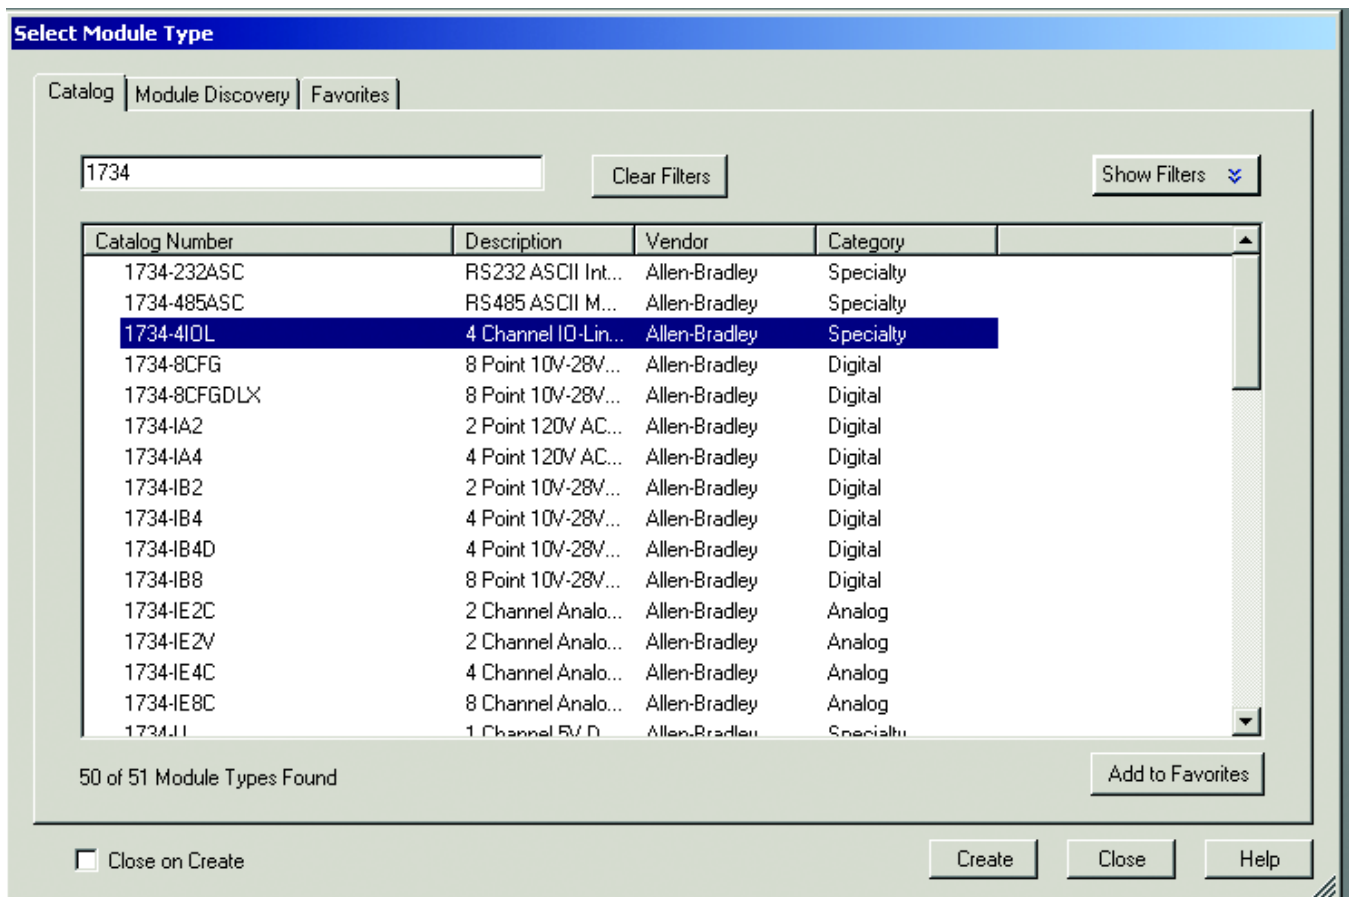 Select Module Type
Catalog Module Discovery Favorites
1734 Clear Filters Show Filters
Catalog Number Description Vendor Category
1734-232ASC RS232 ASCII Int... Allen-Bradley Specialty
1734-485ASC RS485 ASCII M... Allen-Bradley Specialty
1734-4IOL 4 Channel IO-Lin... Allen-Bradley Specialty
1734-8CFG 8 Point 10V-28V... Allen-Bradley Digital
1734-8CFGDLX 8 Point 10V-28V... Allen-Bradley Digital
1734-IA2 2 Point 120V AC... Allen-Bradley Digital
1734-IA4 4 Point 120V AC... Allen-Bradley Digital
1734-IB2 2 Point 10V-28V... Allen-Bradley Digital
1734-IB4 4 Point 10V-28V... Allen-Bradley Digital
1734-IB4D 4 Point 10V-28V... Allen-Bradley Digital
1734-IB8 8 Point 10V-28V... Allen-Bradley Digital
1734-IE2C 2 Channel Analo... Allen-Bradley Analog
1734-IE2V 2 Channel Analo... Allen-Bradley Analog
1734-IE4C 4 Channel Analo... Allen-Bradley Analog
1734-IE8C 8 Channel Analo... Allen-Bradley Analog
1 Channel 5V D... Allen-Bradley Specialty
50 of 51 Module Types Found Add to Favorites
Close on Create Create Close Help